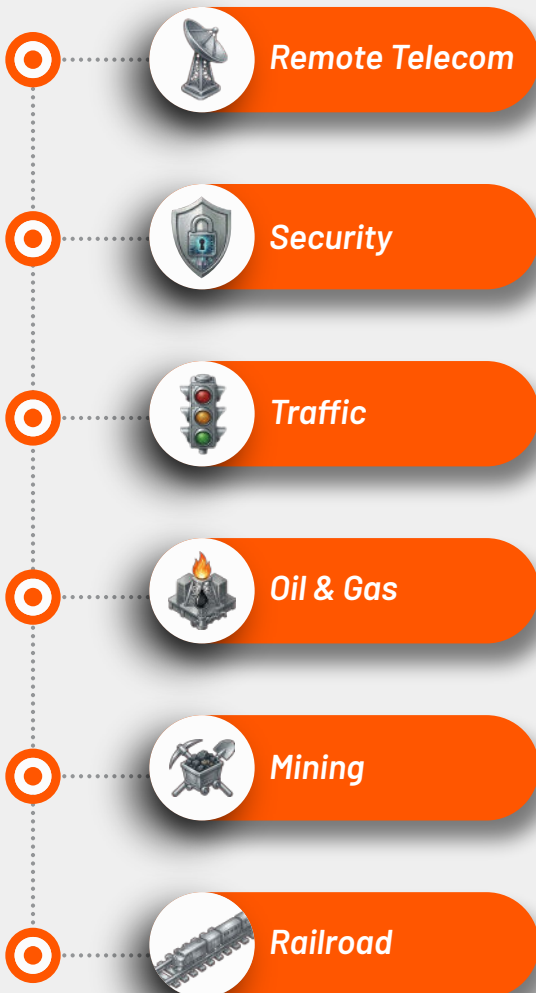 Remote Telecom
Security
Traffic
Oil & Gas
Mining
Railroad